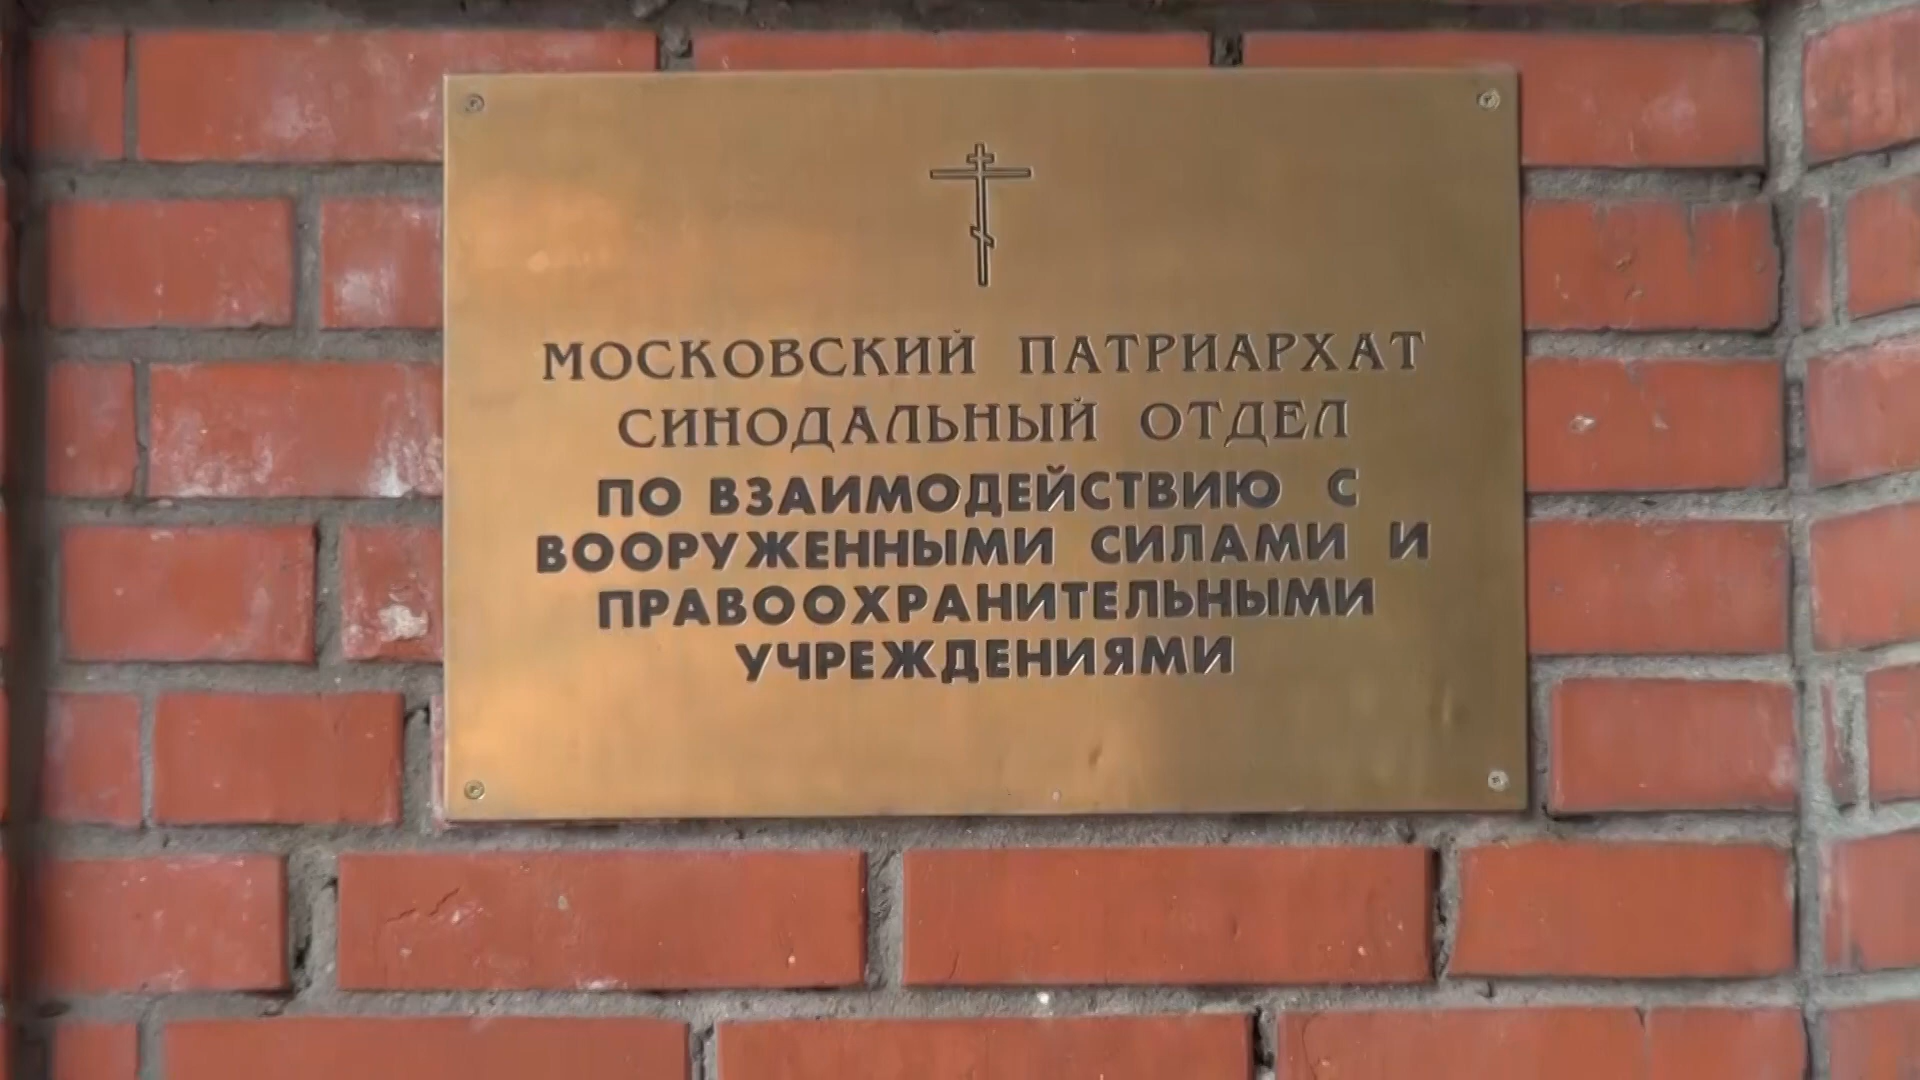 МОСКОВСКИЙ ПАТРИАРХАТ
СИНОДАЛЬНЫЙ ОТДЕЛ
ПО ВЗАИМОДЕЙСТВИЮ С
ВООРУЖЕННЫМИ СИЛАМИ И
ПРАВООХРАНИТЕЛЬНЫМИ
УЧРЕЖДЕНИЯМИ